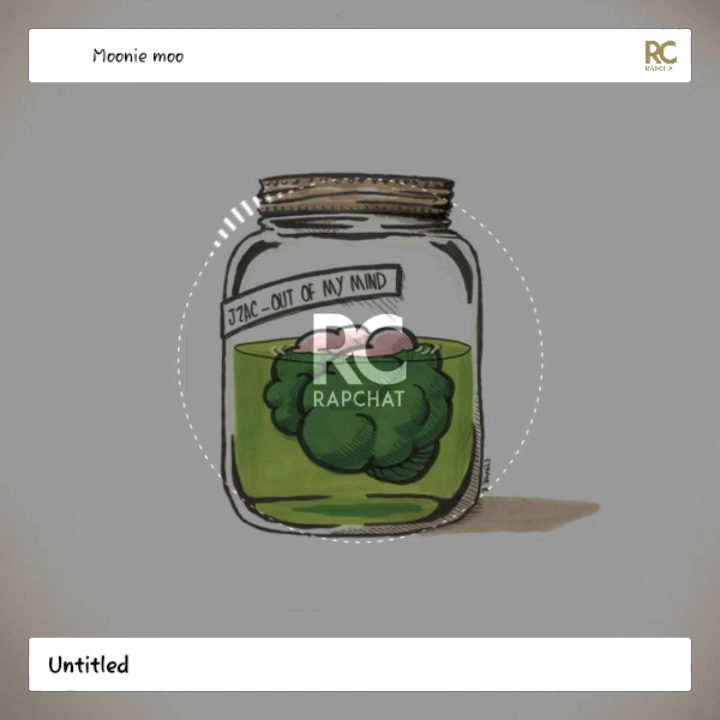 Moonie moo
RC
RAPCHAT
JZAC - OUT OF MY MIND
RC
RAPCHAT
Untitled